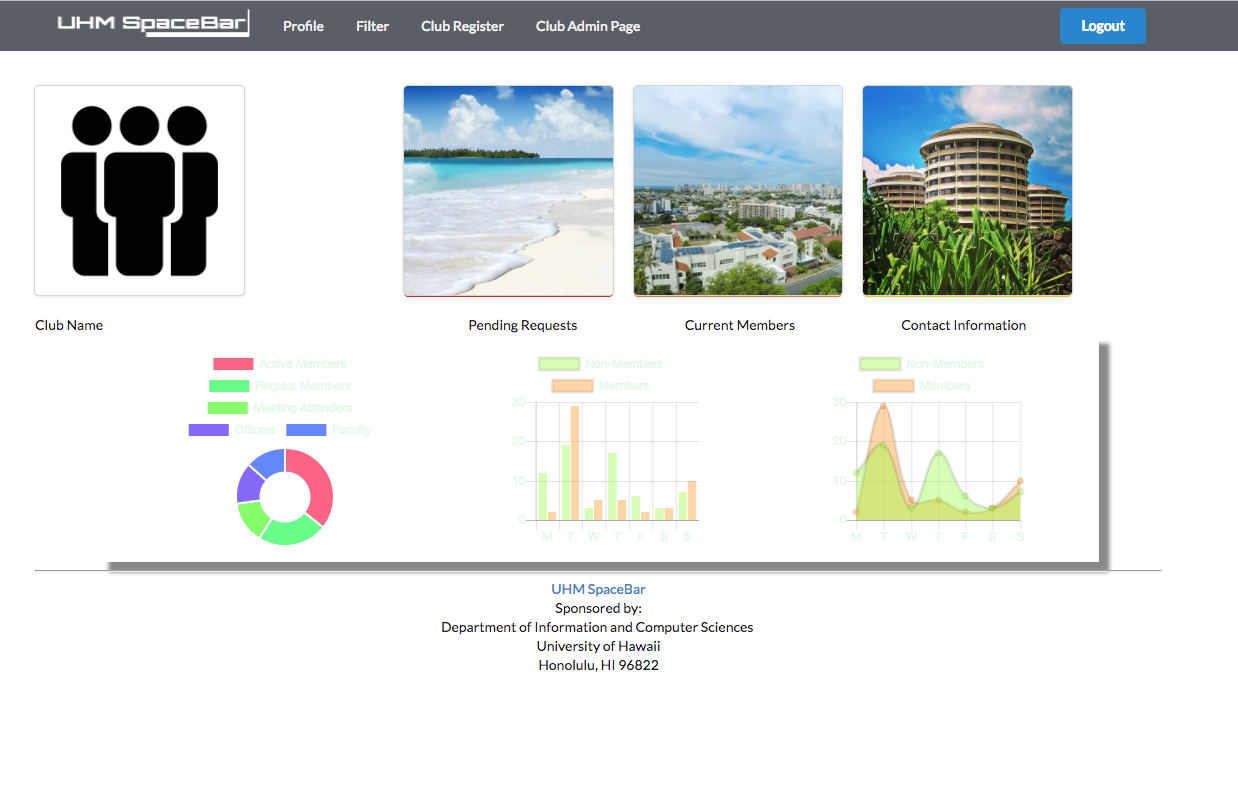 UHM SpaceBar Profile Filter Club Register Club Admin Page Logout
Club Name Pending Requests Current Members Contact Information
Active Members
Regular Members
Meeting Attenders
Officers Faculty
Non-Members
Members
30
20
10
0
M T W T F S S
Non-Members
Members
30
20
10
0
M T W T F S S
UHM SpaceBar
Sponsored by:
Department of Information and Computer Sciences
University of Hawaii
Honolulu, HI 96822